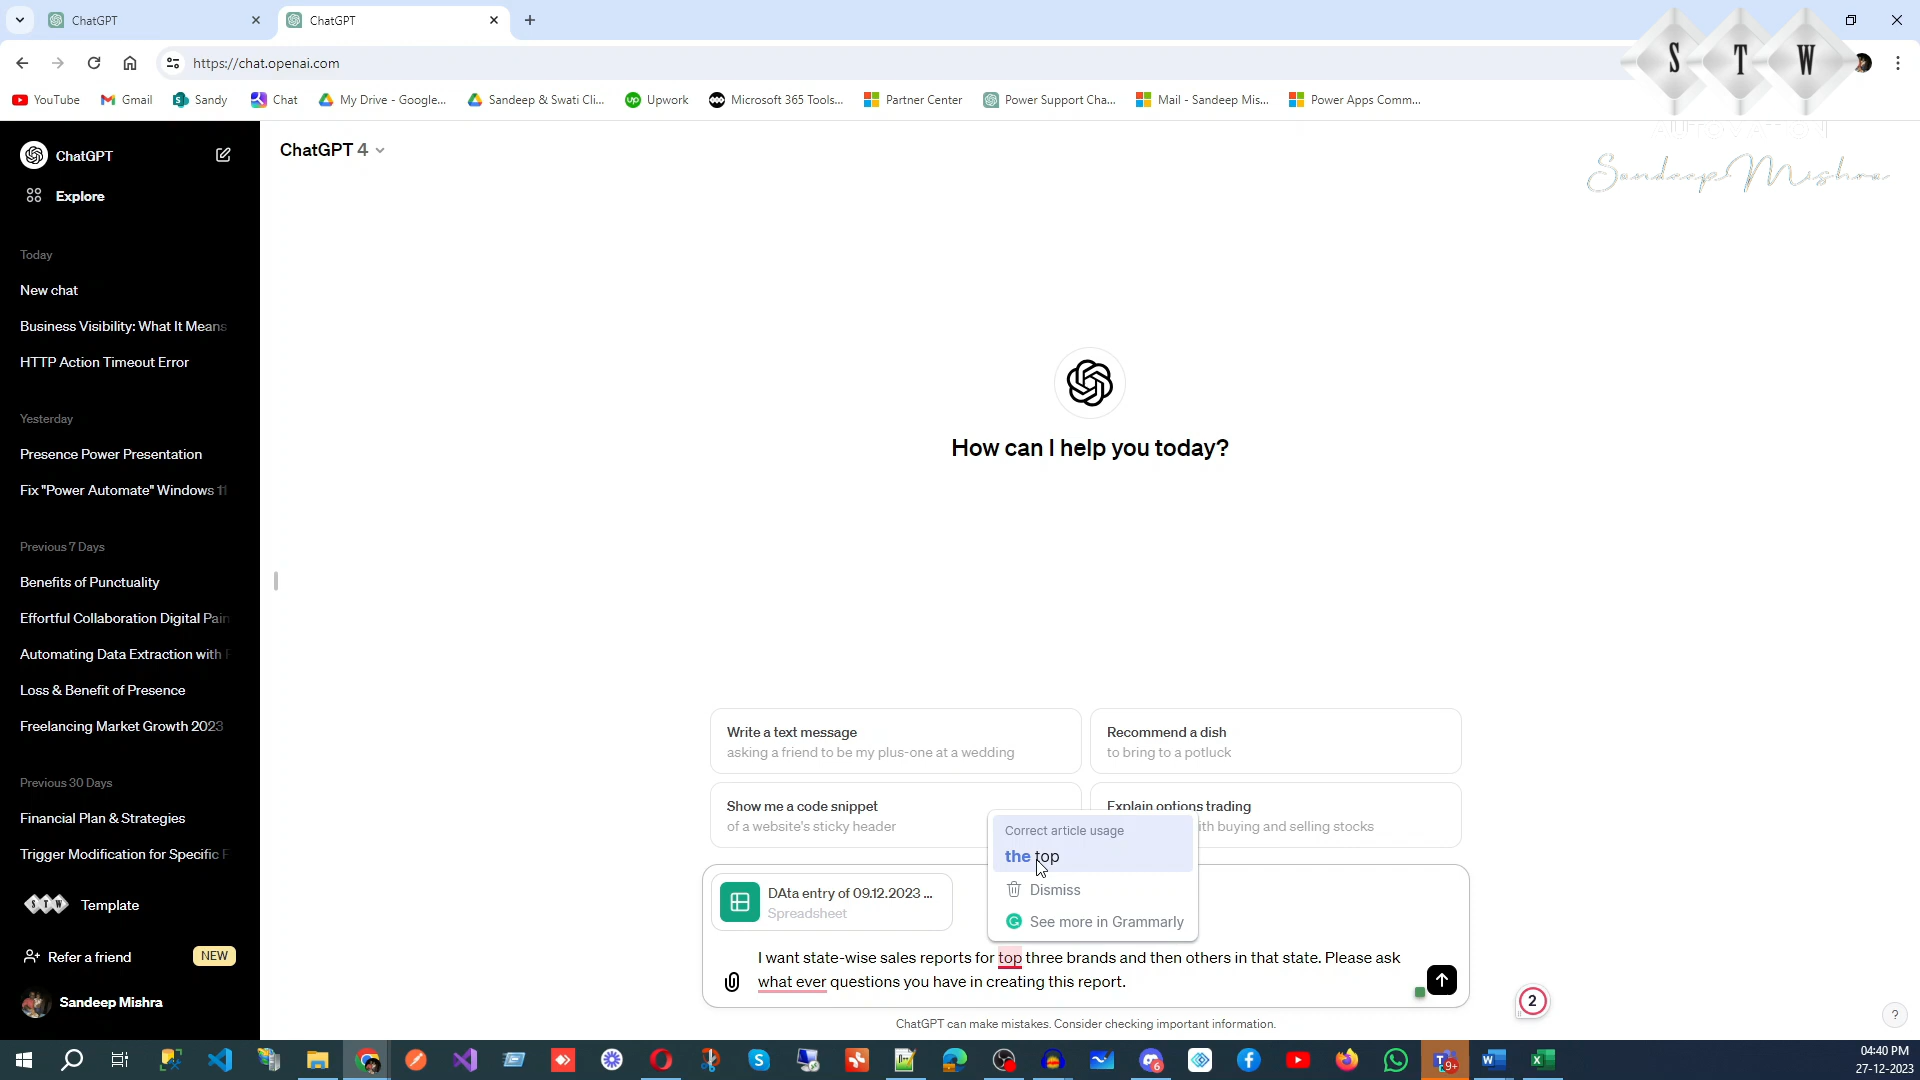 ChatGPT
ChatGPT
https://chat.openai.com
YouTube
Gmail
Sandy
Chat
My Drive - Google...
Sandeep & Swati Cli...
Upwork
Microsoft 365 Tools...
Partner Center
Power Support Cha...
Mail - Sandeep Mis...
Power Apps Comm...
S T W
Sandeep Mishra
ChatGPT
Explore
Today
New chat
Business Visibility: What It Means
HTTP Action Timeout Error
Yesterday
Presence Power Presentation
Fix "Power Automate" Windows 11
Previous 7 Days
Benefits of Punctuality
Effortful Collaboration Digital Pain
Automating Data Extraction with P
Loss & Benefit of Presence
Freelancing Market Growth 2023
Previous 30 Days
Financial Plan & Strategies
Trigger Modification for Specific F
STW
Template
Refer a friend
NEW
Sandeep Mishra
ChatGPT 4
How can I help you today?
Write a text message
asking a friend to be my plus-one at a wedding
Recommend a dish
to bring to a potluck
Show me a code snippet
of a website's sticky header
Explain options trading
ith buying and selling stocks
Correct article usage
the top
Dismiss
See more in Grammarly
DAta entry of 09.12.2023 ...
Spreadsheet
I want state-wise sales reports for top three brands and then others in that state. Please ask
what ever questions you have in creating this report.
2
ChatGPT can make mistakes. Consider checking important information.
?
04:40 PM
27-12-2023